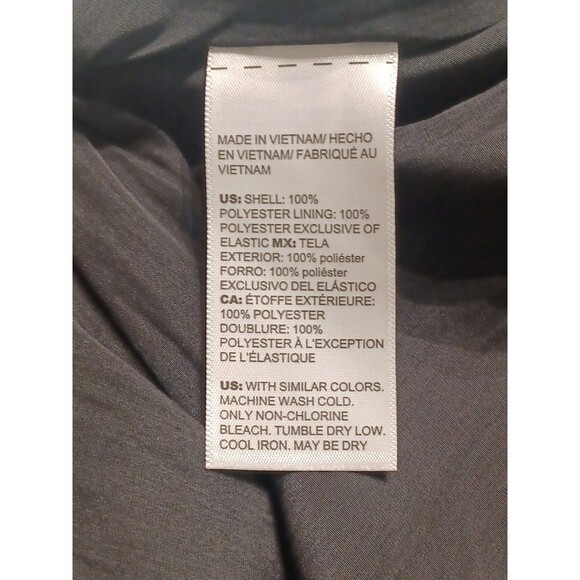 MADE IN VIETNAM/ HECHO
EN VIETNAM/ FABRIQUÉ AU
VIETNAM
US: SHELL: 100%
POLYESTER LINING: 100%
POLYESTER EXCLUSIVE OF
ELASTIC MX: TELA
EXTERIOR: 100% poliéster
FORRO: 100% poliéster
EXCLUSIVO DEL ELÁSTICO
CA: ÉTOFFE EXTÉRIEURE:
100% POLYESTER
DOUBLURE: 100%
POLYESTER À L'EXCEPTION
DE L'ÉLASTIQUE
US: WITH SIMILAR COLORS.
MACHINE WASH COLD.
ONLY NON-CHLORINE
BLEACH. TUMBLE DRY LOW.
COOL IRON. MAY BE DRY